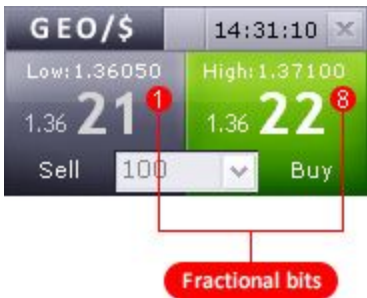 GEO/$ 14:31:10
Low:1.36050 High:1.37100
1.36 21 1 1.36 22 8
Sell 100 Buy
Fractional bits